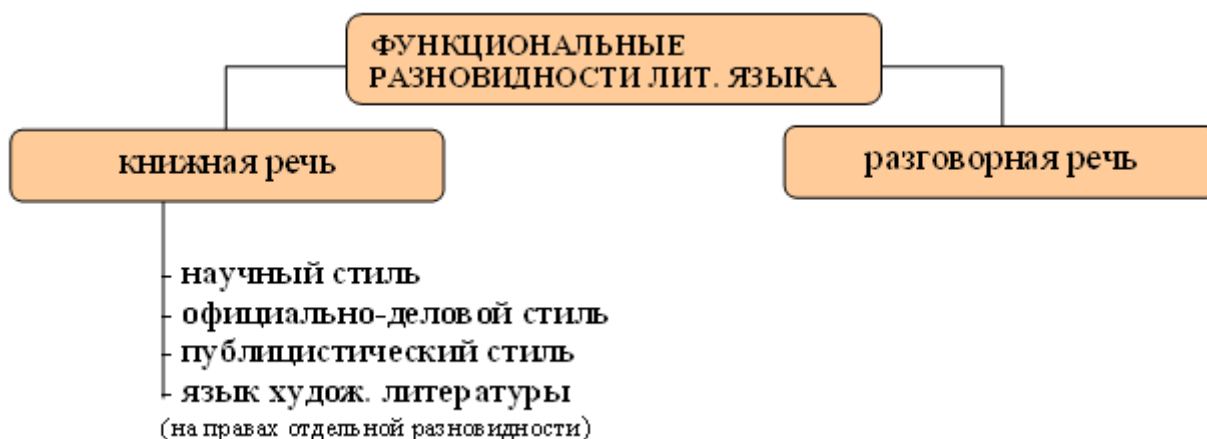 ФУНКЦИОНАЛЬНЫЕ
РАЗНОВИДНОСТИ ЛИТ. ЯЗЫКА
книжная речь
разговорная речь
- научный стиль
- официально-деловой стиль
- публицистический стиль
- язык худож. литературы
(на правах отдельной разновидности)